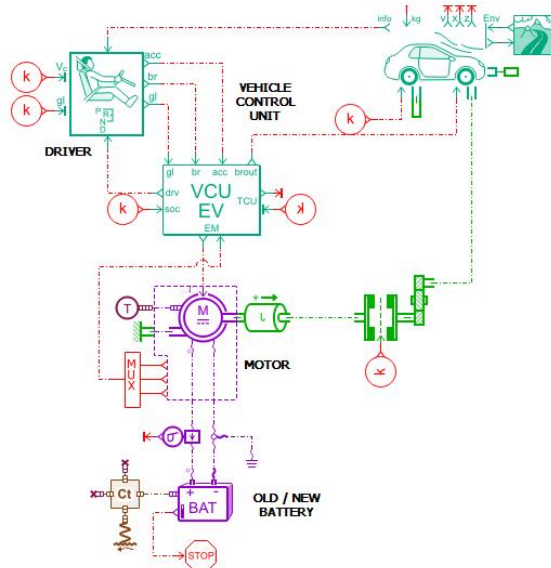 info
kg
v x z
Env
acc
br
gl
k
Vc
k
gl
P
R
N
D
DRIVER
VEHICLE
CONTROL
UNIT
k
gl br acc brout
VCU
EV
drv
soc
TCU
EM
k
k
T
M
MOTOR
MUX
k
Ct
+ -
BAT
OLD / NEW
BATTERY
STOP